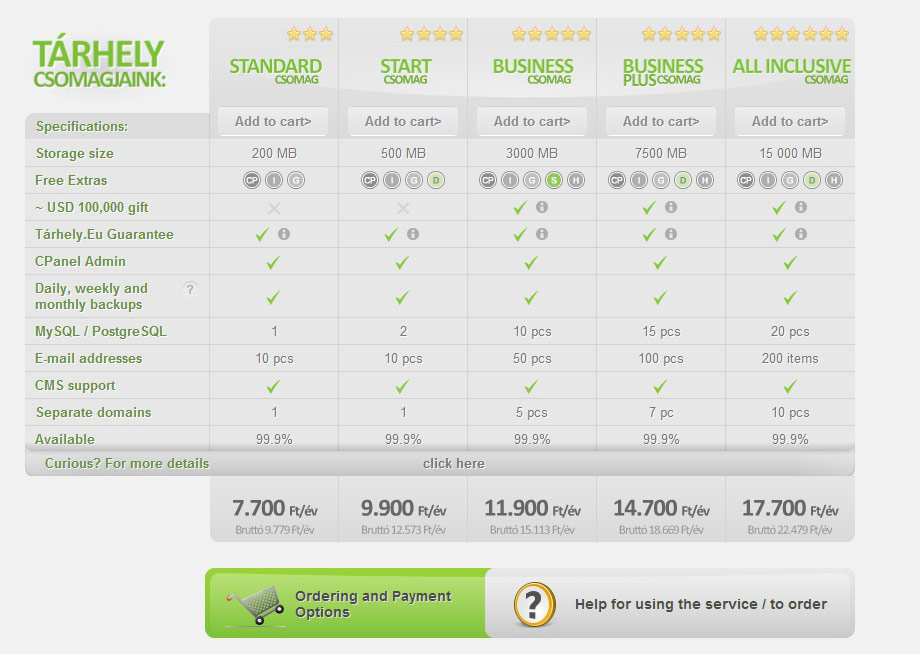 TÁRHELY
CSOMAGJAINK:
STANDARD
CSOMAG
START
CSOMAG
BUSINESS
CSOMAG
BUSINESS
PLUS CSOMAG
ALL INCLUSIVE
CSOMAG
Specifications: Add to cart> Add to cart> Add to cart> Add to cart> Add to cart>
Storage size 200 MB 500 MB 3000 MB 7500 MB 15 000 MB
Free Extras CP I G CP I G D CP I G S H CP I G D H CP I G D H
~ USD 100,000 gift
Tárhely.Eu Guarantee
CPanel Admin
Daily, weekly and
monthly backups ?
MySQL / PostgreSQL 1 2 10 pcs 15 pcs 20 pcs
E-mail addresses 10 pcs 10 pcs 50 pcs 100 pcs 200 items
CMS support
Separate domains 1 1 5 pcs 7 pc 10 pcs
Available 99.9% 99.9% 99.9% 99.9% 99.9%
Curious? For more details click here
7.700 Ft/év 9.900 Ft/év 11.900 Ft/év 14.700 Ft/év 17.700 Ft/év
Bruttó 9.779 Ft/év Bruttó 12.573 Ft/év Bruttó 15.113 Ft/év Bruttó 18.669 Ft/év Bruttó 22.479 Ft/év
Ordering and Payment
Options
? Help for using the service / to order